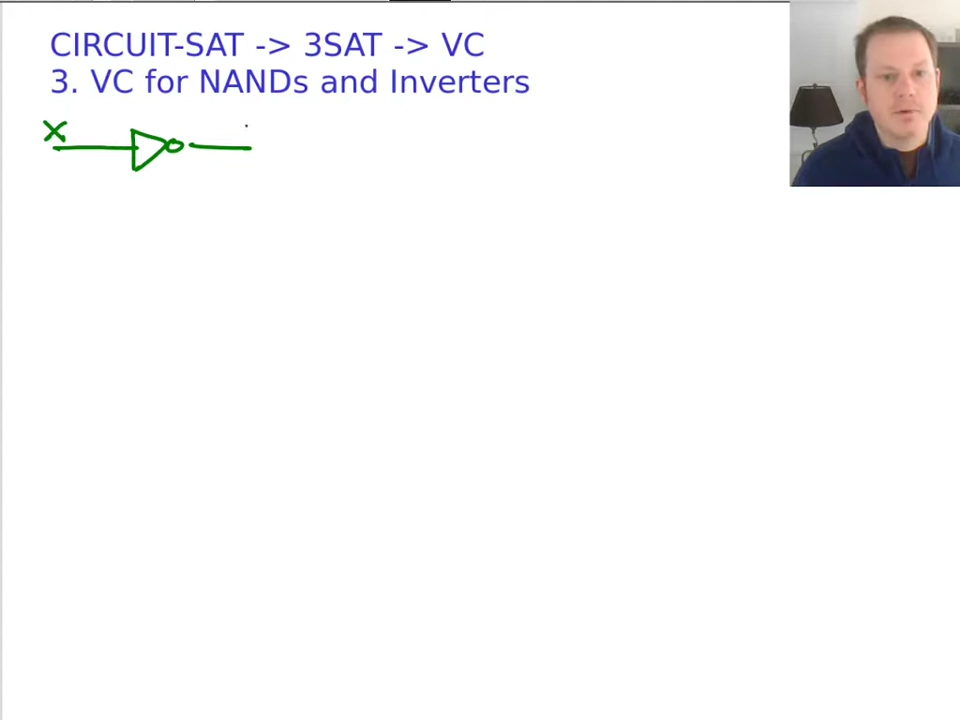 CIRCUIT-SAT -> 3SAT -> VC
3. VC for NANDs and Inverters
X